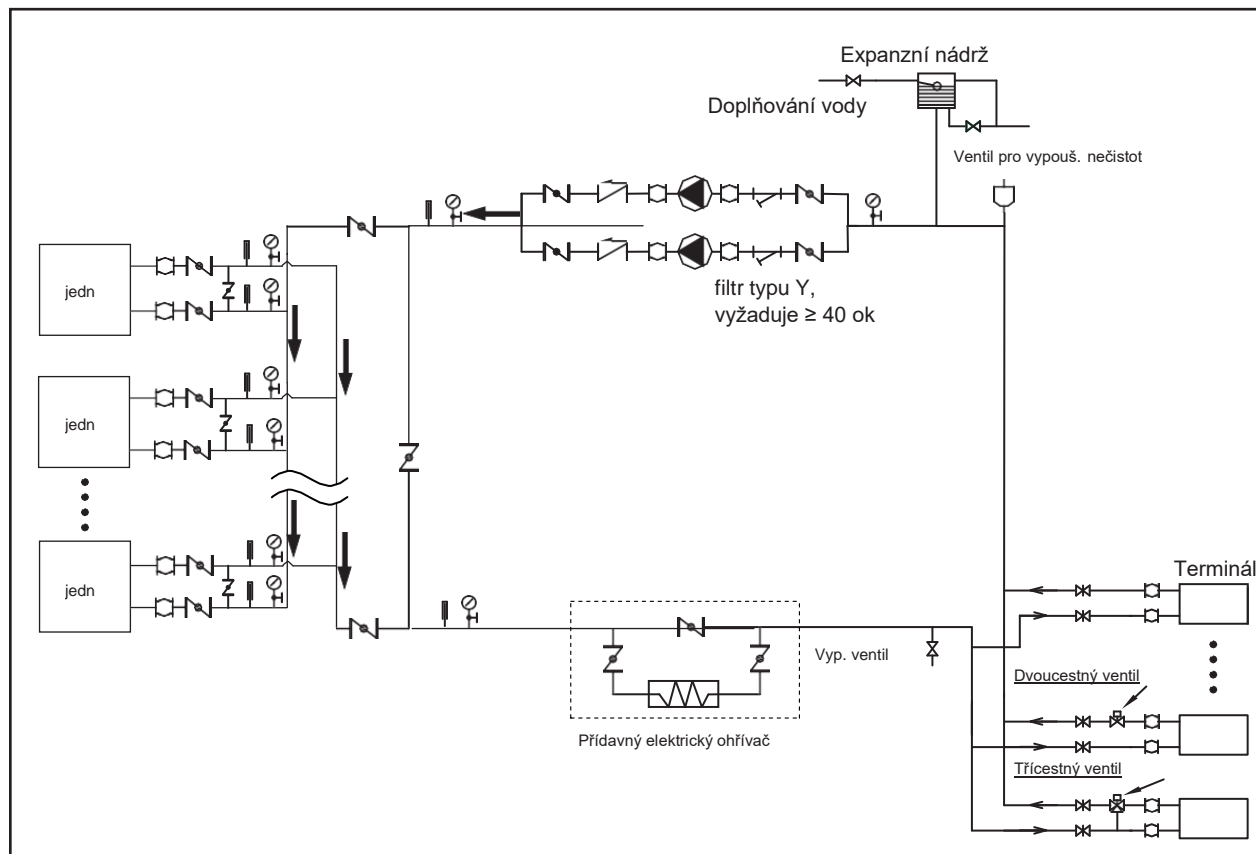 Expanzní nádrž
Doplňování vody
Ventil pro vypouš. nečistot
filtr typu Y,
vyžaduje ≥ 40 ok
jedn
jedn
jedn
Terminál
Vyp. ventil
Dvoucestný ventil
Přídavný elektrický ohřívač
Třícestný ventil